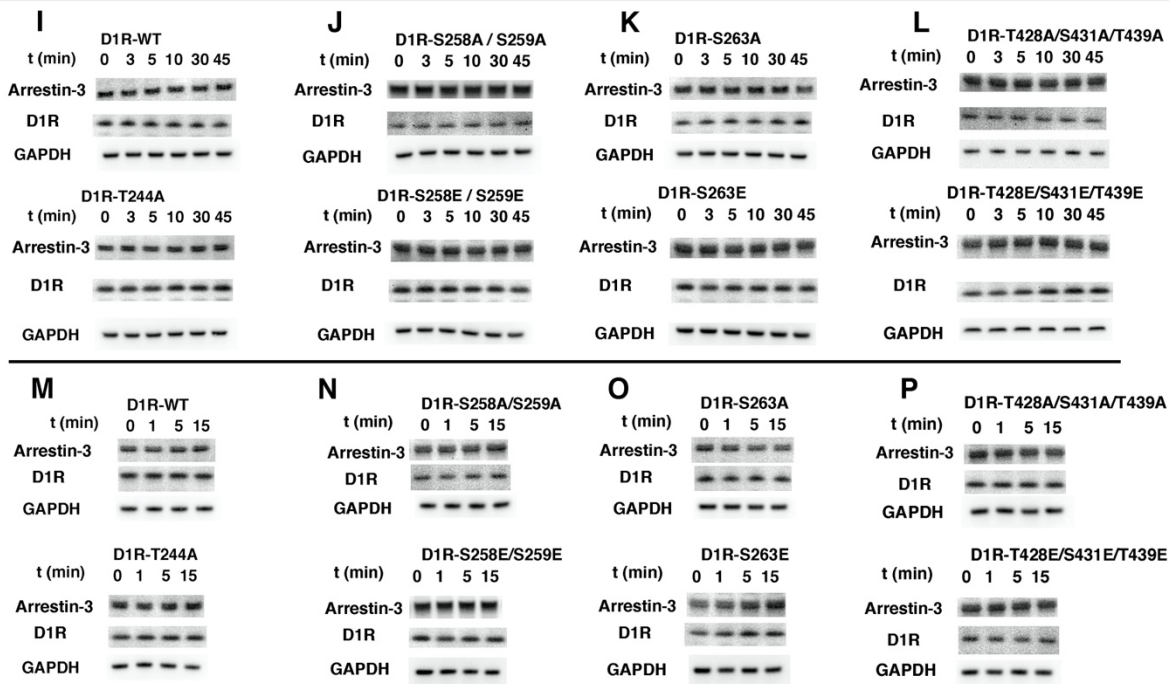 I
D1R-WT
t (min) 0 3 5 10 30 45
Arrestin-3
D1R
GAPDH
D1R-T244A
t (min) 0 3 5 10 30 45
Arrestin-3
D1R
GAPDH
J
D1R-S258A / S259A
t (min) 0 3 5 10 30 45
Arrestin-3
D1R
GAPDH
D1R-S258E / S259E
t (min) 0 3 5 10 30 45
Arrestin-3
D1R
GAPDH
K
D1R-S263A
t (min) 0 3 5 10 30 45
Arrestin-3
D1R
GAPDH
D1R-S263E
t (min) 0 3 5 10 30 45
Arrestin-3
D1R
GAPDH
L
D1R-T428A/S431A/T439A
t (min) 0 3 5 10 30 45
Arrestin-3
D1R
GAPDH
D1R-T428E/S431E/T439E
t (min) 0 3 5 10 30 45
Arrestin-3
D1R
GAPDH
M
D1R-WT
t (min) 0 1 5 15
Arrestin-3
D1R
GAPDH
D1R-T244A
t (min) 0 1 5 15
Arrestin-3
D1R
GAPDH
N
D1R-S258A/S259A
t (min) 0 1 5 15
Arrestin-3
D1R
GAPDH
D1R-S258E/S259E
t (min) 0 1 5 15
Arrestin-3
D1R
GAPDH
O
D1R-S263A
t (min) 0 1 5 15
Arrestin-3
D1R
GAPDH
D1R-S263E
t (min) 0 1 5 15
Arrestin-3
D1R
GAPDH
P
D1R-T428A/S431A/T439A
t (min) 0 1 5 15
Arrestin-3
D1R
GAPDH
D1R-T428E/S431E/T439E
t (min) 0 1 5 15
Arrestin-3
D1R
GAPDH